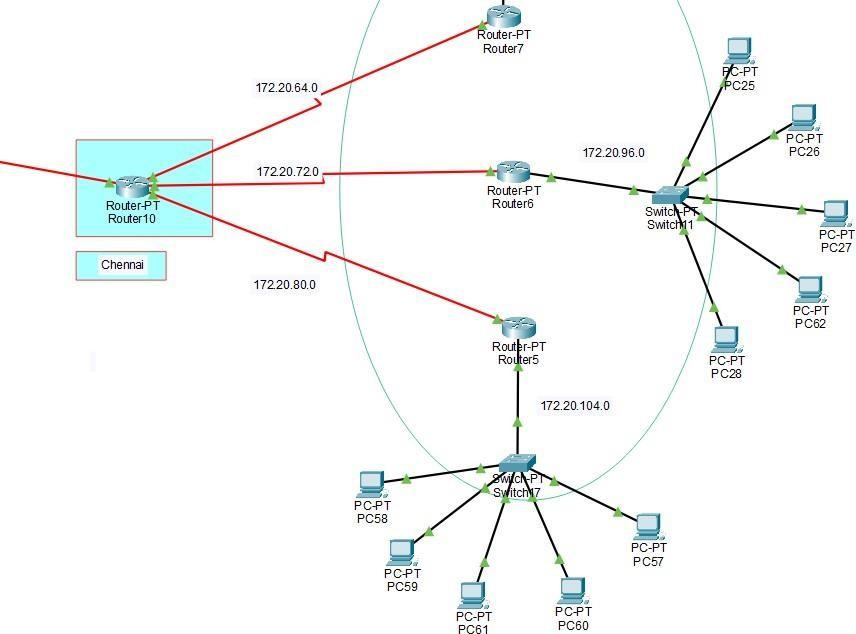 Router-PT
Router7
172.20.64.0
PC-PT
PC25
PC-PT
PC26
172.20.96.0
172.20.72.0
Router-PT
Router6
Router-PT
Router10
Switch-PT
Switch11
PC-PT
PC27
Chennai
172.20.80.0
PC-PT
PC62
Router-PT
Router5
PC-PT
PC28
172.20.104.0
Switch-PT
Switch17
PC-PT
PC58
PC-PT
PC57
PC-PT
PC59
PC-PT
PC61
PC-PT
PC60